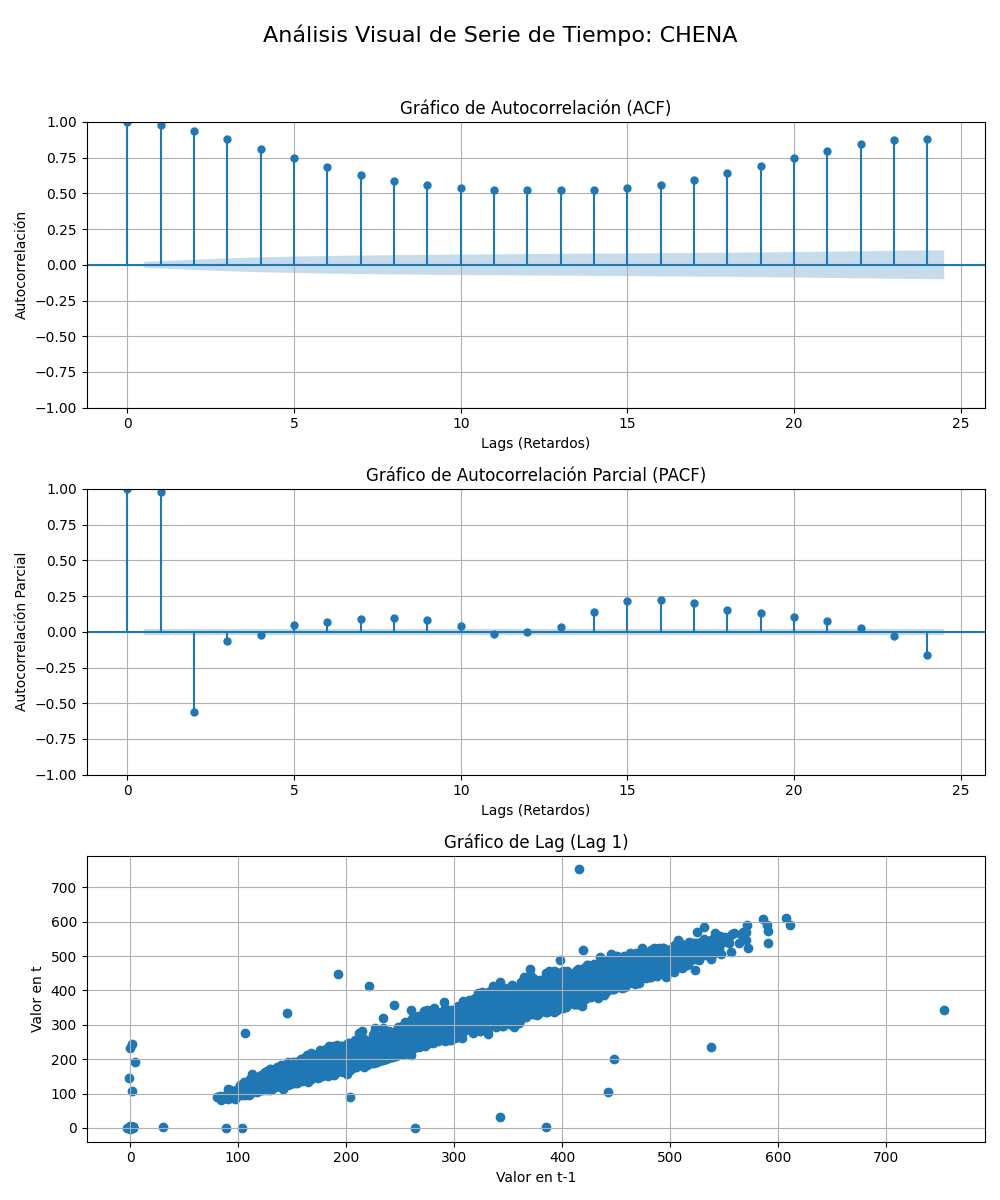 Análisis Visual de Serie de Tiempo: CHENA
Gráfico de Autocorrelación (ACF)
Autocorrelación
1.00
0.75
0.50
0.25
0.00
−0.25
−0.50
−0.75
−1.00
0 5 10 15 20 25
Lags (Retardos)
Gráfico de Autocorrelación Parcial (PACF)
Autocorrelación Parcial
1.00
0.75
0.50
0.25
0.00
−0.25
−0.50
−0.75
−1.00
0 5 10 15 20 25
Lags (Retardos)
Gráfico de Lag (Lag 1)
Valor en t
700
600
500
400
300
200
100
0
0 100 200 300 400 500 600 700
Valor en t-1